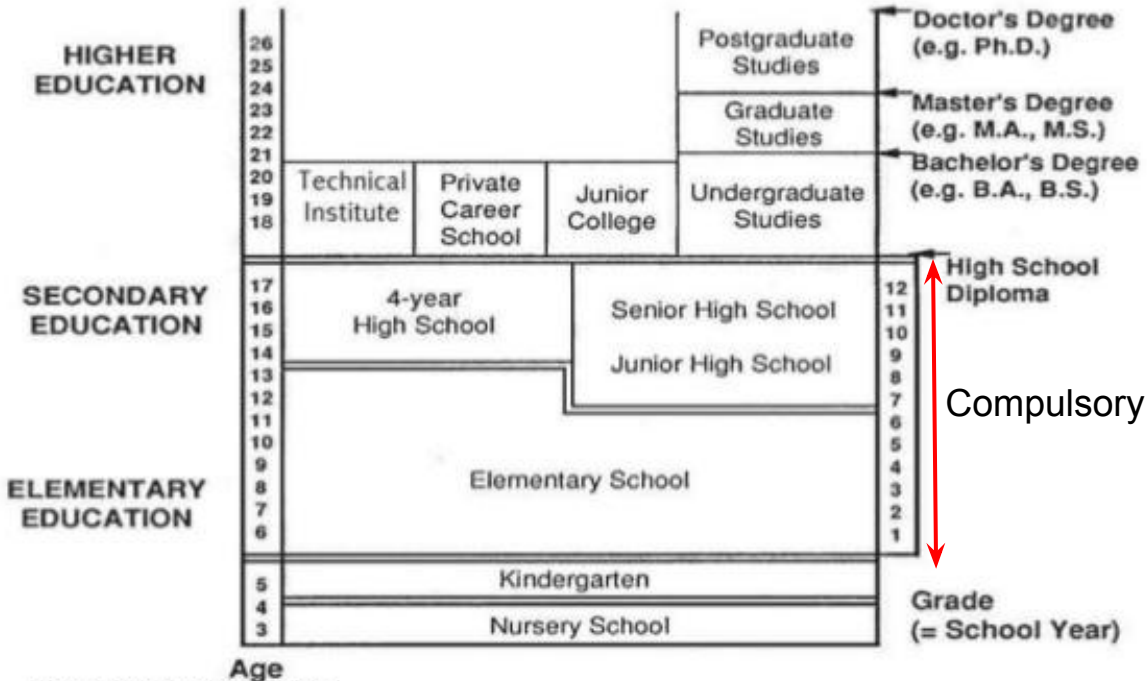 HIGHER
EDUCATION
26
25
24
23
22
21
20
19
18
Postgraduate
Studies
Graduate
Studies
Technical
Institute
Private
Career
School
Junior
College
Undergraduate
Studies
Doctor's Degree
(e.g. Ph.D.)
Master's Degree
(e.g. M.A., M.S.)
Bachelor's Degree
(e.g. B.A., B.S.)
High School
Diploma
SECONDARY
EDUCATION
17
16
15
14
13
12
11
10
9
8
7
6
4-year
High School
Senior High School
Junior High School
12
11
10
9
8
7
6
5
4
3
2
1
Compulsory
ELEMENTARY
EDUCATION
Elementary School
5
4
3
Kindergarten
Nursery School
Grade
(= School Year)
Age